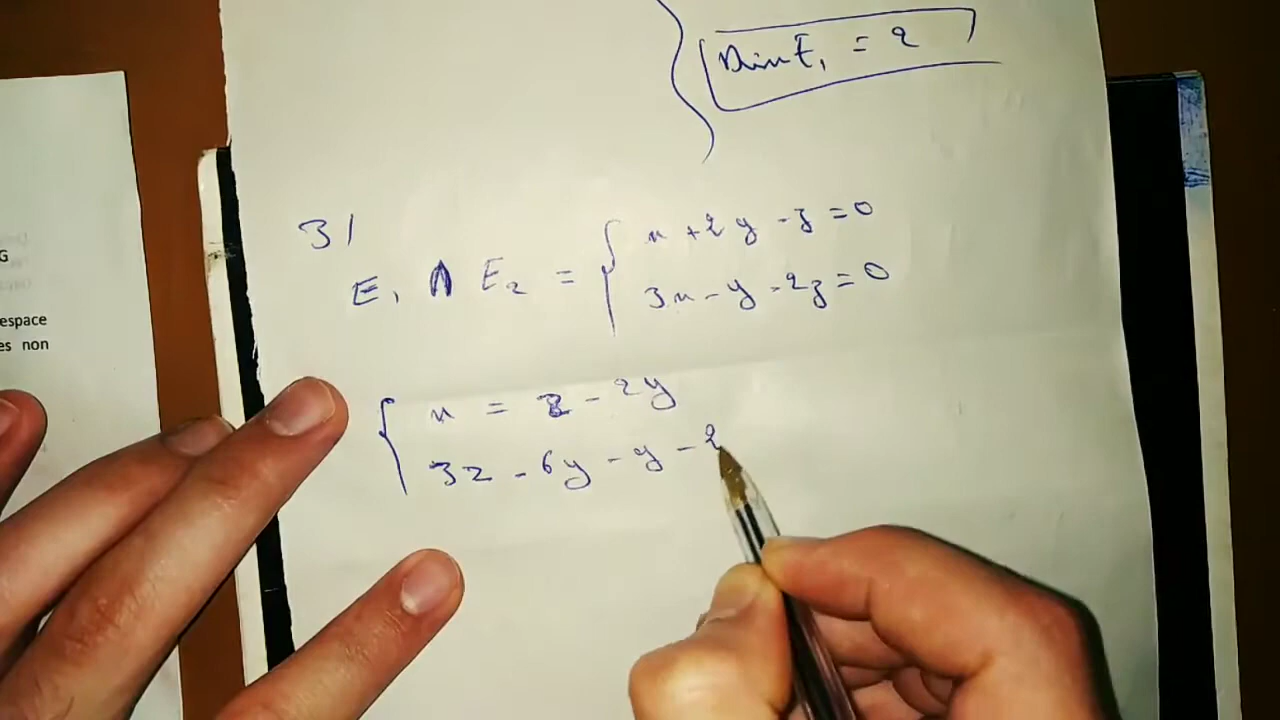 dim E₁ = 2
3/
E₁ ∩ E₂ = { x + 2y - z = 0
3x - y - 2z = 0
{ x = z - 2y
3z - 6y - y - 2
G
espace
es non